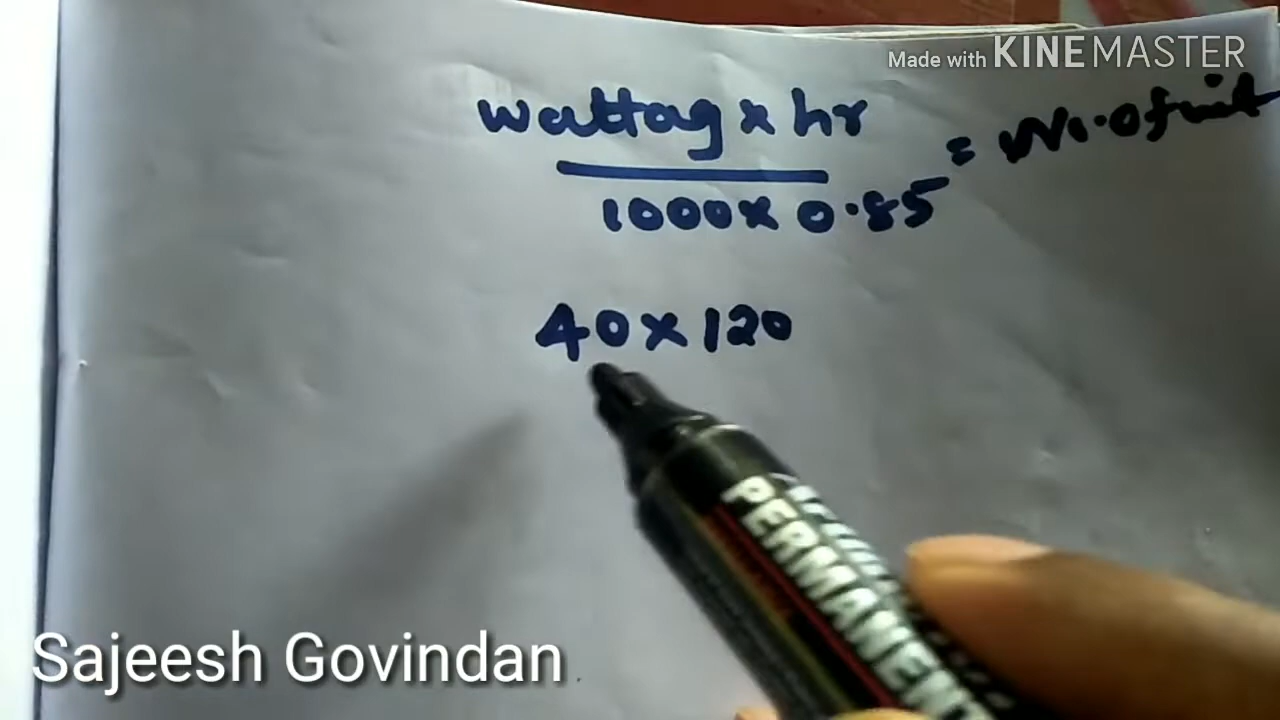 Made with KINEMASTER
wattag x hr
= No. of unit
1000 x 0.85
40 x 120
PERMANENT
Sajeesh Govindan